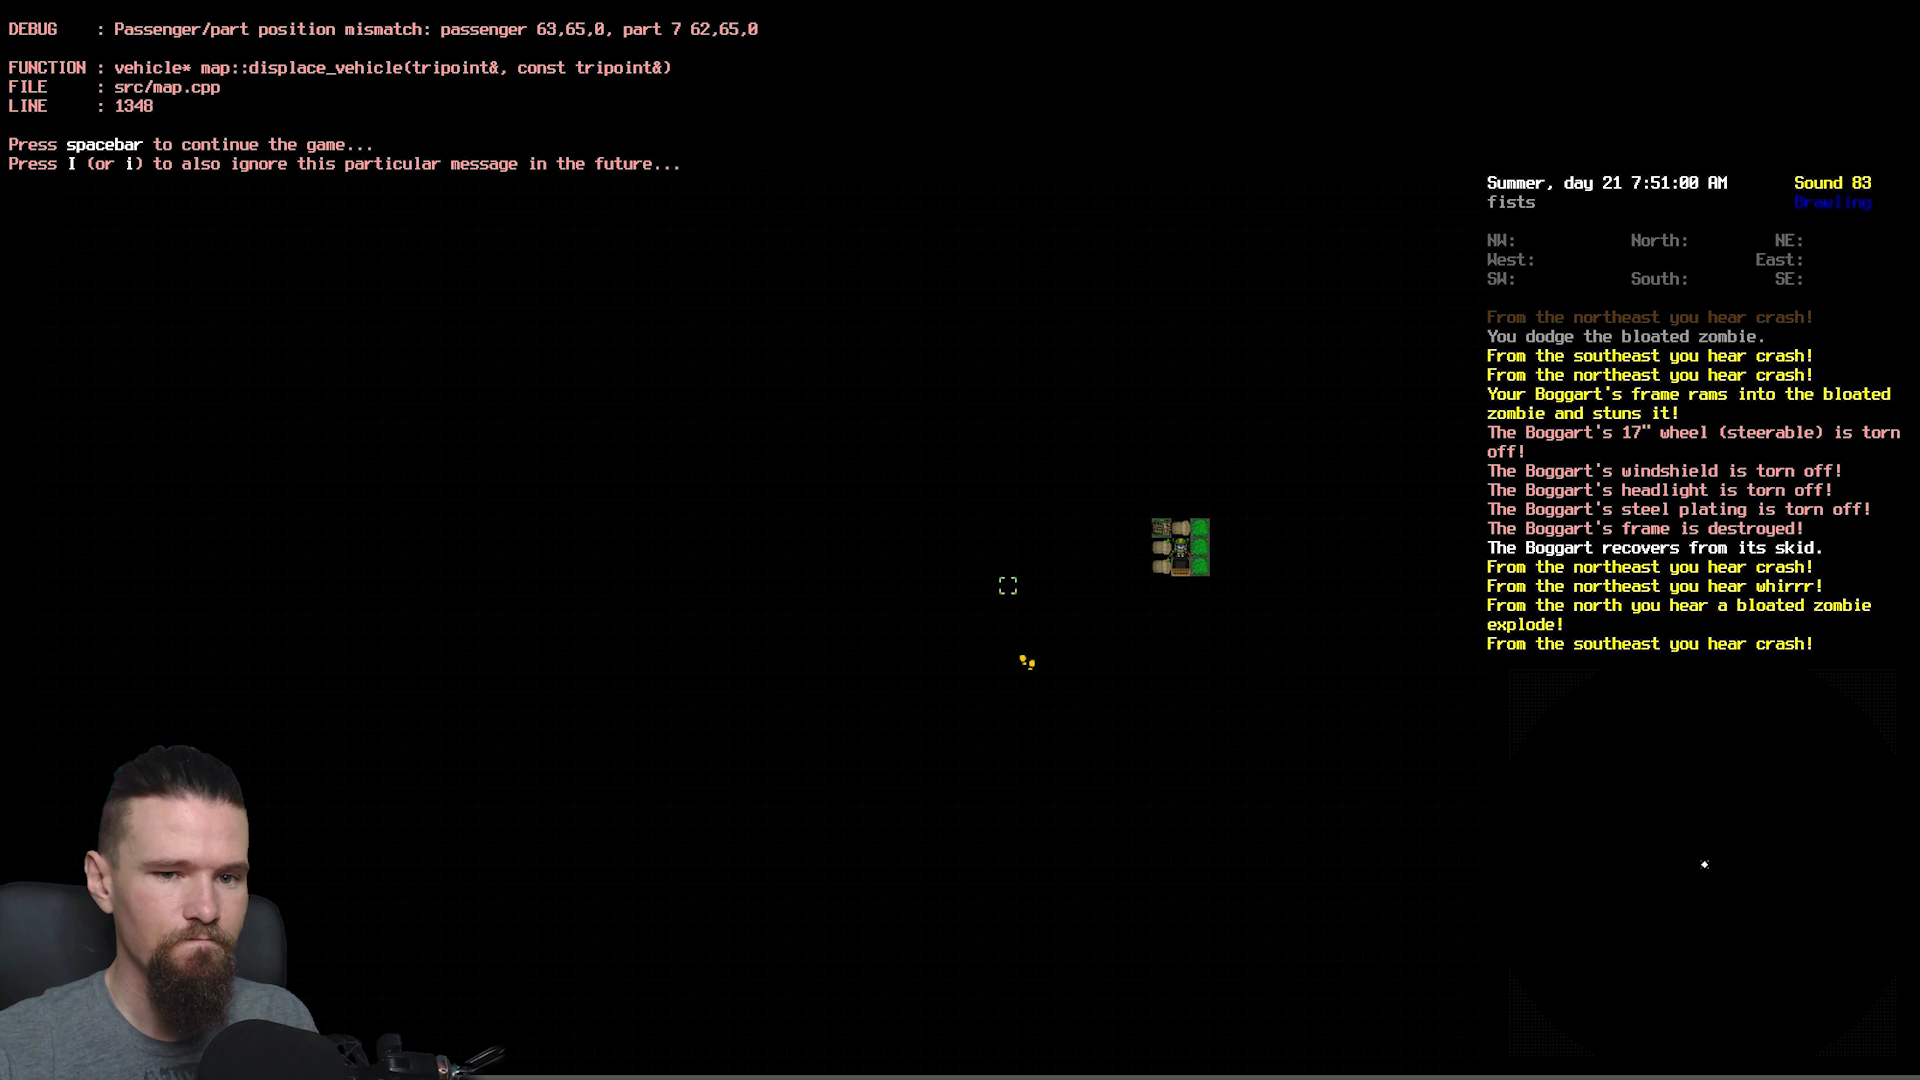 DEBUG    : Passenger/part position mismatch: passenger 63,65,0, part 7 62,65,0
FUNCTION : vehicle* map::displace_vehicle(tripoint&, const tripoint&)
FILE     : src/map.cpp
LINE     : 1348
Press spacebar to continue the game...
Press I (or i) to also ignore this particular message in the future...
Summer, day 21 7:51:00 AM Sound 83
fists Brawling
NW: North: NE:
West: East:
SW: South: SE:
From the northeast you hear crash!
You dodge the bloated zombie.
From the southeast you hear crash!
From the northeast you hear crash!
Your Boggart's frame rams into the bloated
zombie and stuns it!
The Boggart's 17" wheel (steerable) is torn
off!
The Boggart's windshield is torn off!
The Boggart's headlight is torn off!
The Boggart's steel plating is torn off!
The Boggart's frame is destroyed!
The Boggart recovers from its skid.
From the northeast you hear crash!
From the northeast you hear whirrr!
From the north you hear a bloated zombie
explode!
From the southeast you hear crash!